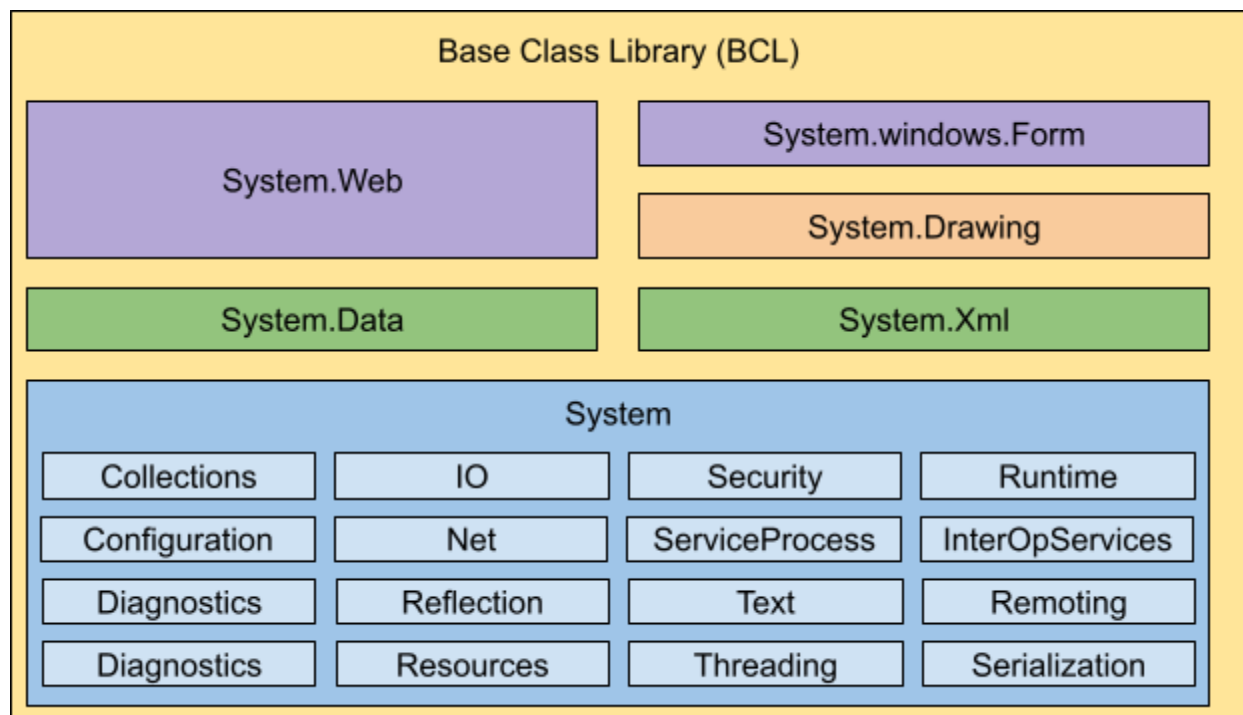 Base Class Library (BCL)
System.Web
System.windows.Form
System.Drawing
System.Data
System.Xml
System
Collections
IO
Security
Runtime
Configuration
Net
ServiceProcess
InterOpServices
Diagnostics
Reflection
Text
Remoting
Diagnostics
Resources
Threading
Serialization